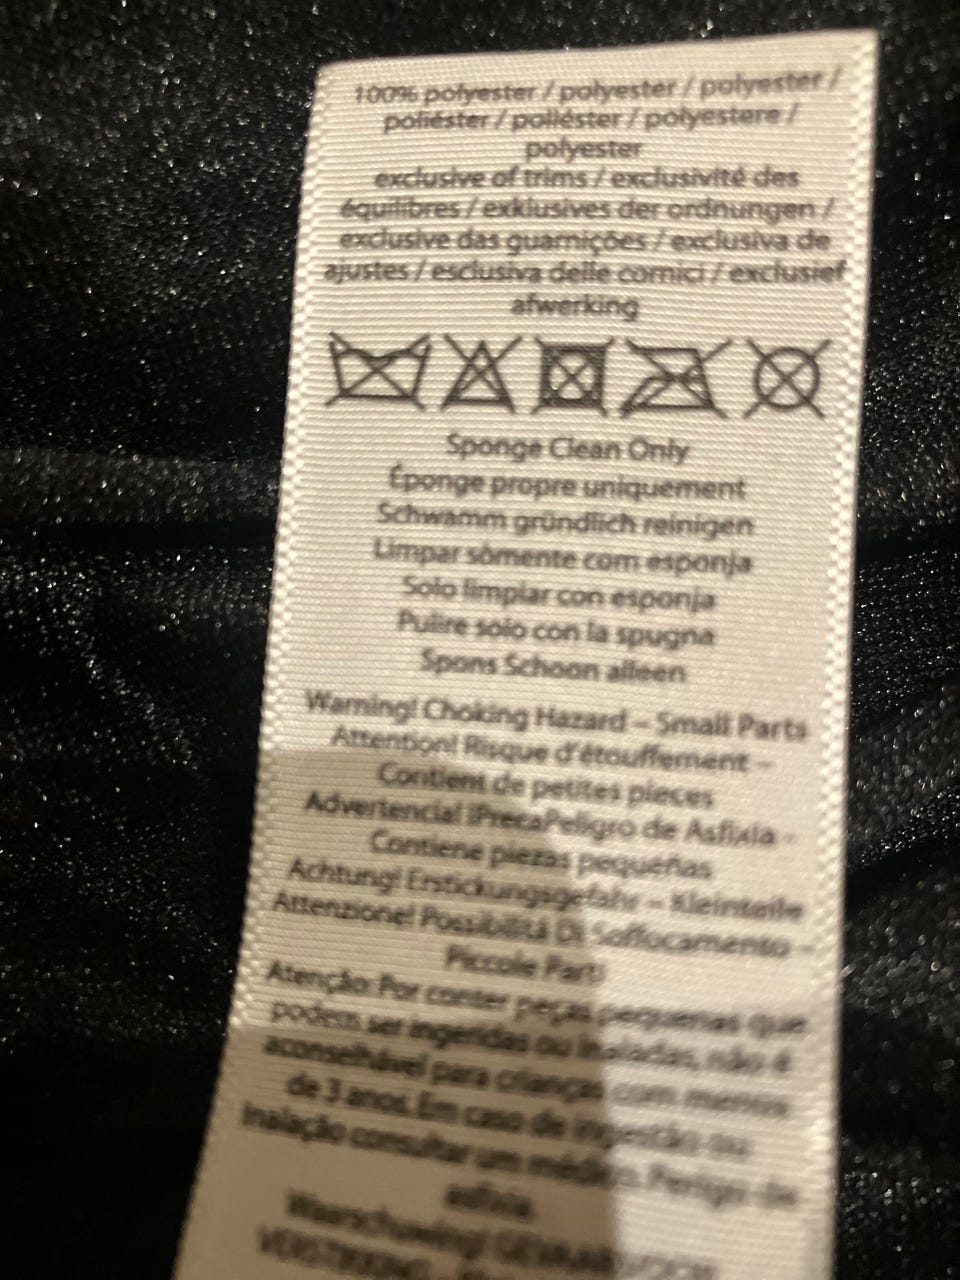 100% polyester / polyester / polyester /
poliéster / poliéster / polyestere /
polyester
exclusive of trims / exclusivité des
équilibres / exklusives der ordnungen /
exclusive das guarnições / exclusiva de
ajustes / esclusiva delle cornici / exclusief
afwerking
Sponge Clean Only
Éponge propre uniquement
Schwamm gründlich reinigen
Limpar sòmente com esponja
Solo limpiar con esponja
Pulire solo con la spugna
Spons Schoon alleen
Warning! Choking Hazard – Small Parts
Attention! Risque d'étouffement –
Contient de petites pieces
Advertencia! iPrecaPeligro de Asfixia -
Contiene piezas pequeñas
Achtung! Erstickungsgefahr – Kleinteile
Attenzione! Possibilità Di Soffocamento –
Piccole Parti
Atenção: Por conter peças pequenas que
podem ser ingeridas ou inaladas, não é
aconselhável para crianças com menos
de 3 anos. Em caso de ingestão ou
Inalação consultar um médico. Perigo de
asfixia.
Waarschuwing!